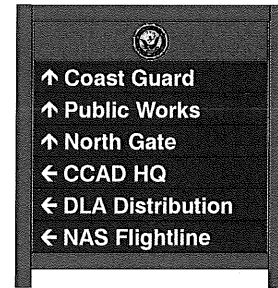 ↑ Coast Guard
↑ Public Works
↑ North Gate
← CCAD HQ
← DLA Distribution
← NAS Flightline